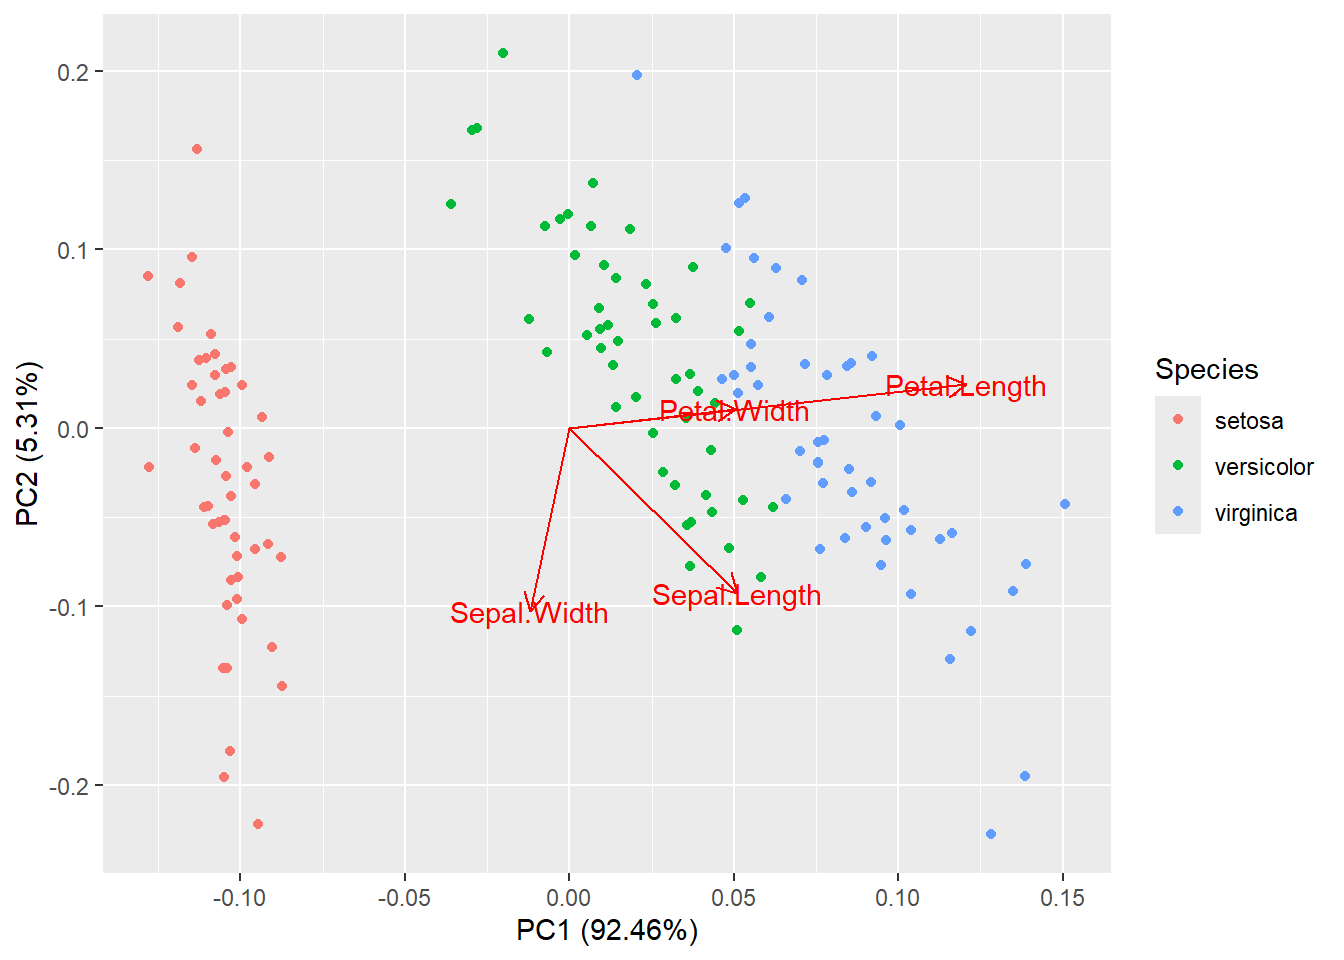 0.2
0.1
0.0
-0.1
-0.2
PC2 (5.31%)
Petal.Length
Petal.Width
Sepal.Length
Sepal.Width
-0.10
-0.05
0.00
0.05
0.10
0.15
PC1 (92.46%)
Species
setosa
versicolor
virginica